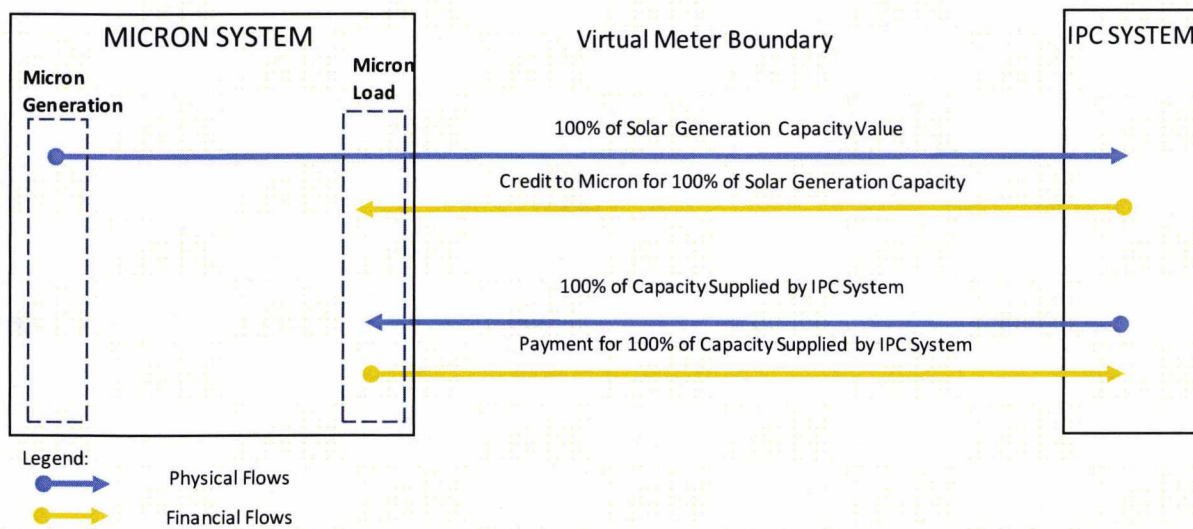 MICRON SYSTEM
Virtual Meter Boundary
IPC SYSTEM
Micron
Generation
Micron
Load
100% of Solar Generation Capacity Value
Credit to Micron for 100% of Solar Generation Capacity
100% of Capacity Supplied by IPC System
Payment for 100% of Capacity Supplied by IPC System
Legend:
Physical Flows
Financial Flows